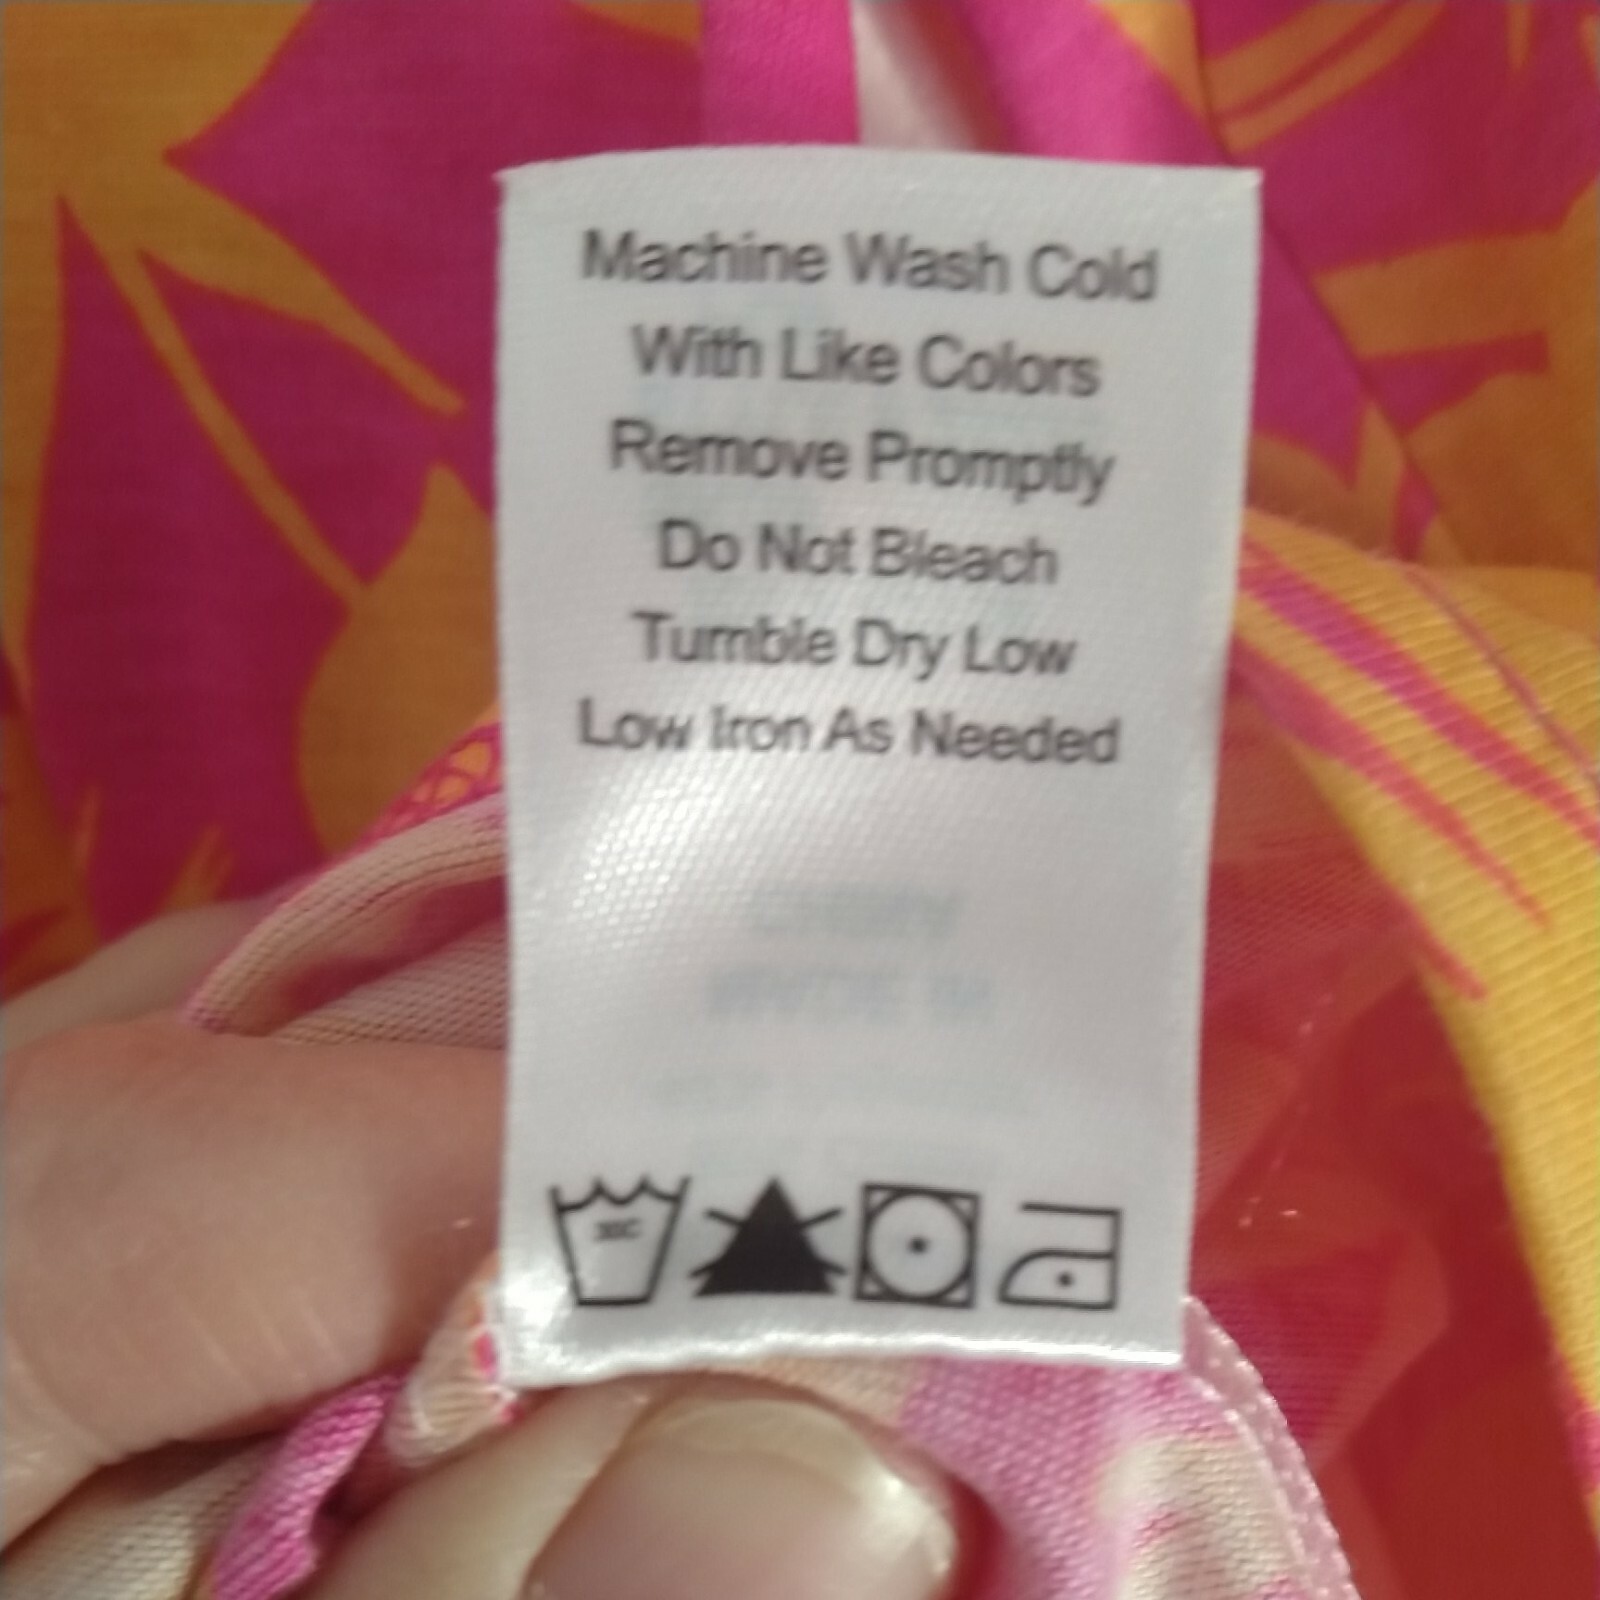 Machine Wash Cold
With Like Colors
Remove Promptly
Do Not Bleach
Tumble Dry Low
Low Iron As Needed